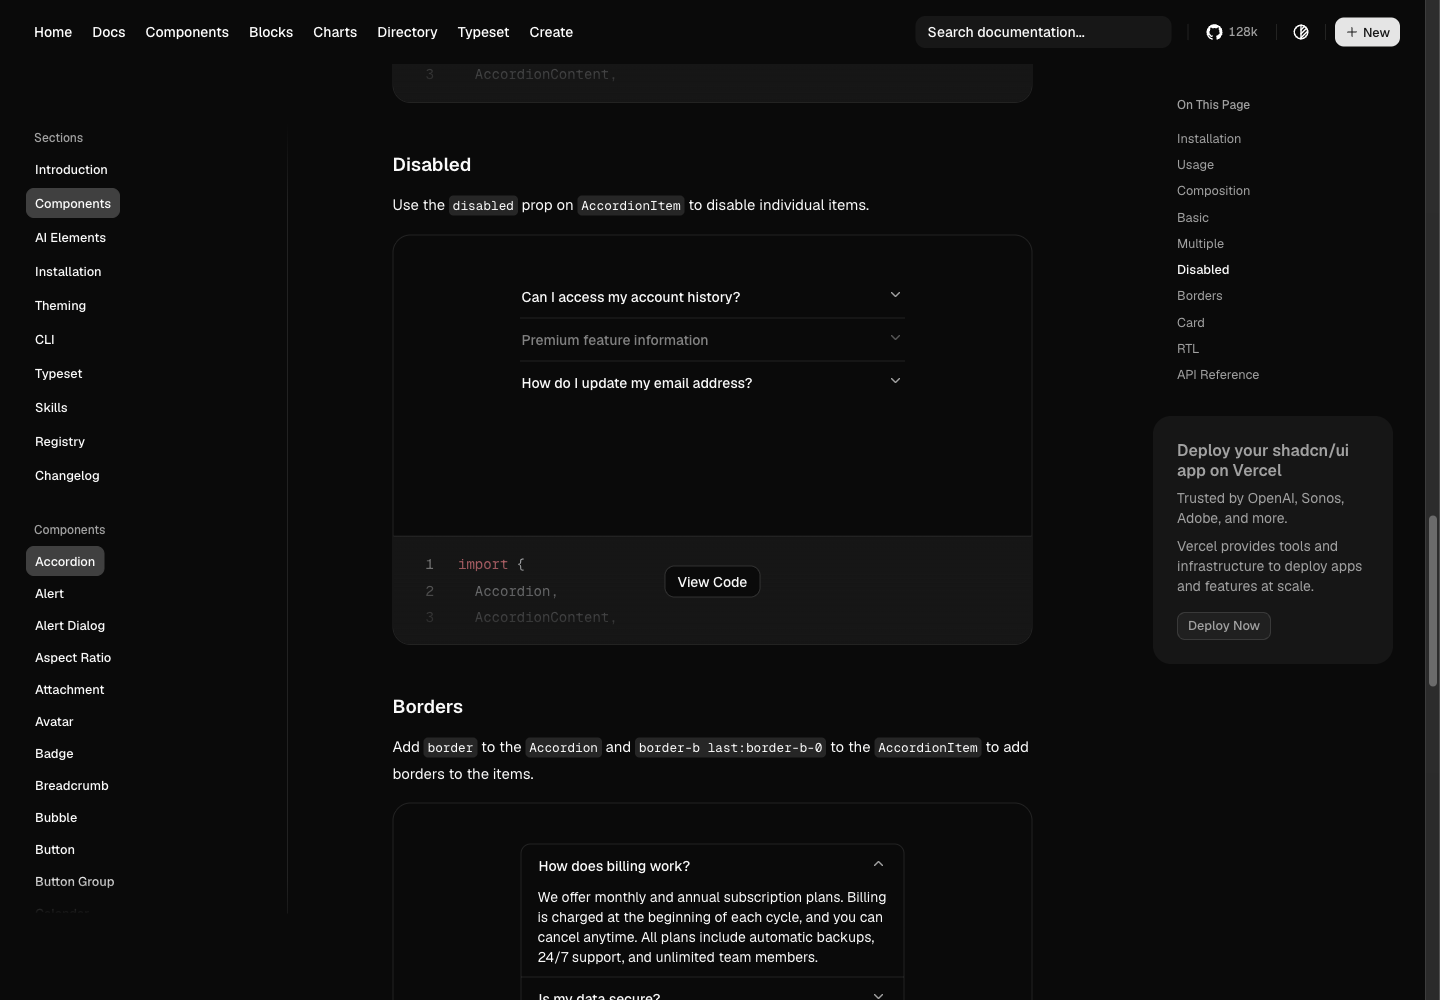 Home Docs Components Blocks Charts Directory Typeset Create
Search documentation...
128k
New
Sections
Introduction
Components
AI Elements
Installation
Theming
CLI
Typeset
Skills
Registry
Changelog
Components
Accordion
Alert
Alert Dialog
Aspect Ratio
Attachment
Avatar
Badge
Breadcrumb
Bubble
Button
Button Group
Calendar
3 AccordionContent,
Disabled
Use the disabled prop on AccordionItem to disable individual items.
Can I access my account history?
Premium feature information
How do I update my email address?
1 import {
2 Accordion,
3 AccordionContent,
View Code
Borders
Add border to the Accordion and border-b last:border-b-0 to the AccordionItem to add
borders to the items.
How does billing work?
We offer monthly and annual subscription plans. Billing
is charged at the beginning of each cycle, and you can
cancel anytime. All plans include automatic backups,
24/7 support, and unlimited team members.
Is my data secure?
On This Page
Installation
Usage
Composition
Basic
Multiple
Disabled
Borders
Card
RTL
API Reference
Deploy your shadcn/ui
app on Vercel
Trusted by OpenAI, Sonos,
Adobe, and more.
Vercel provides tools and
infrastructure to deploy apps
and features at scale.
Deploy Now